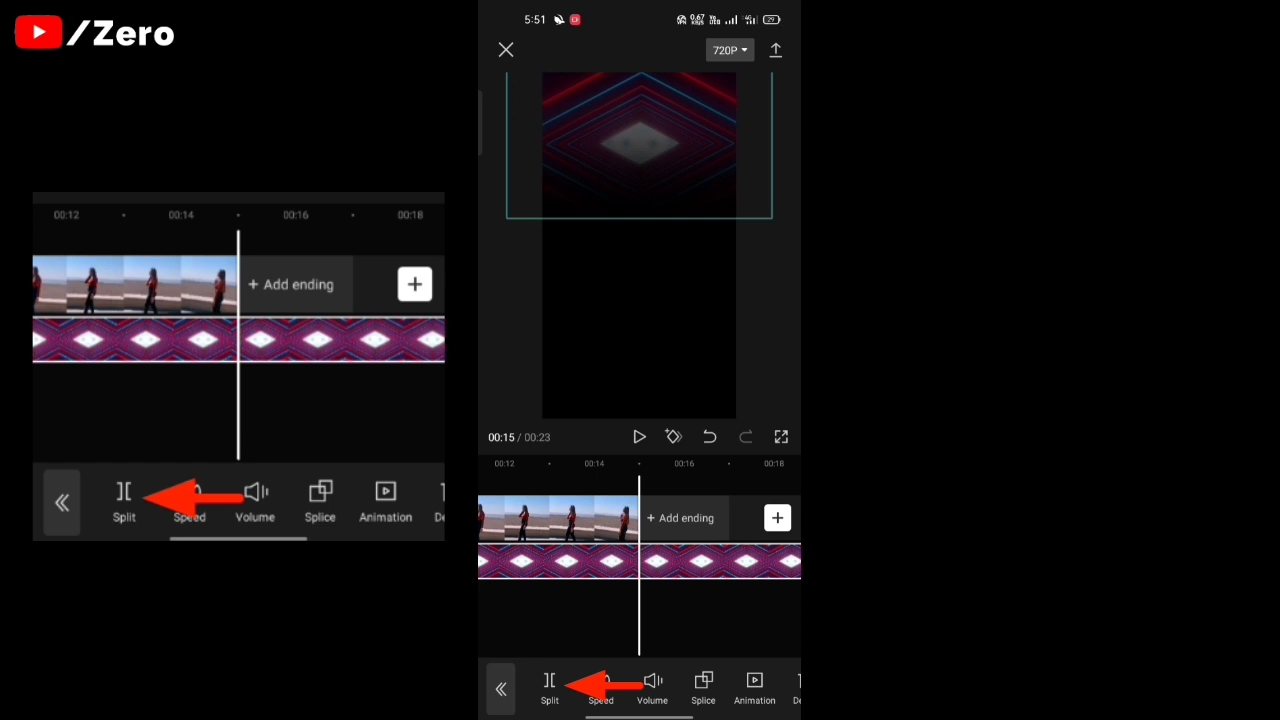 /Zero
00:12 00:14 00:16 00:18
+ Add ending
Split Speed Volume Splice Animation
5:51
720P
00:15 / 00:23
00:12 00:14 00:16 00:18
+ Add ending
Split Speed Volume Splice Animation